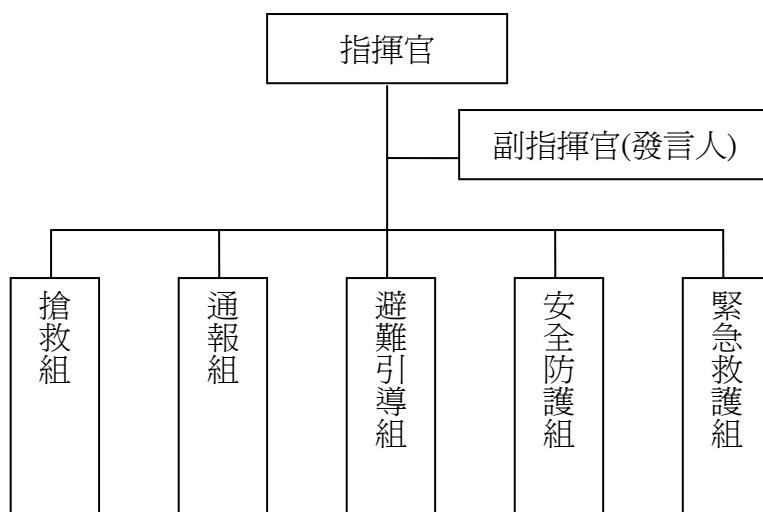 指揮官
副指揮官(發言人)
搶救組
通報組
避難引導組
安全防護組
緊急救護組